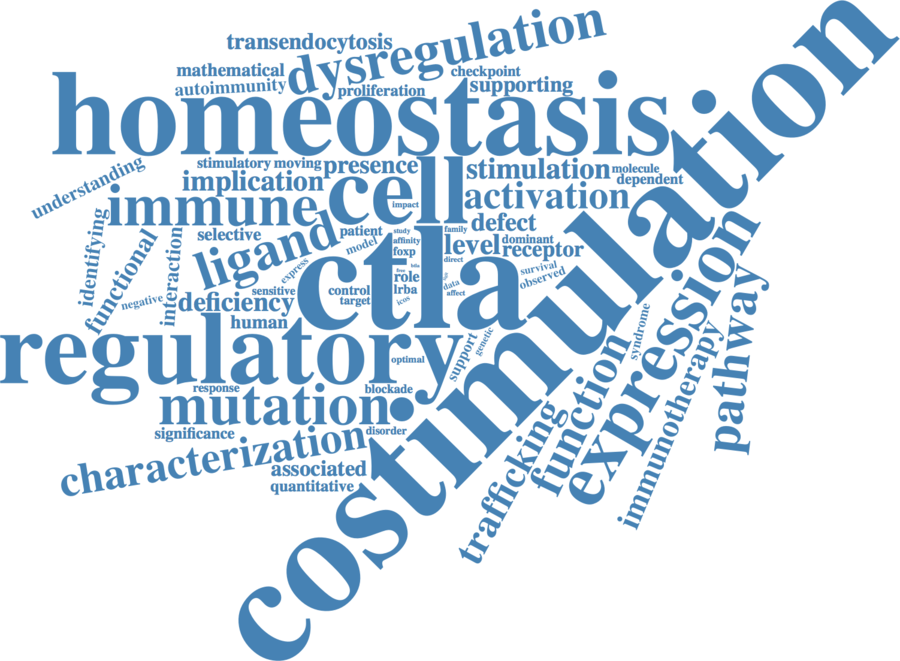 transendocytosis
dysregulation
mathematical
checkpoint
autoimmunity
proliferation
supporting
homeostasis
costimulation
understanding
stimulatory
moving
presence
stimulation
molecule
dependent
implication
cell
activation
immune
impact
defect
identifying
functional
interaction
selective
ligand
patient
study
family
level
dominant
receptor
affinity
model
foxp
direct
express
ctla
role
free
survival
observed
negative
deficiency
sensitive
control
target
lrba
icos
data
affect
human
regulatory
optimal
support
genetic
syndrome
expression
pathway
response
blockade
mutation
function
immunotherapy
significance
disorder
characterization
trafficking
associated
quantitative